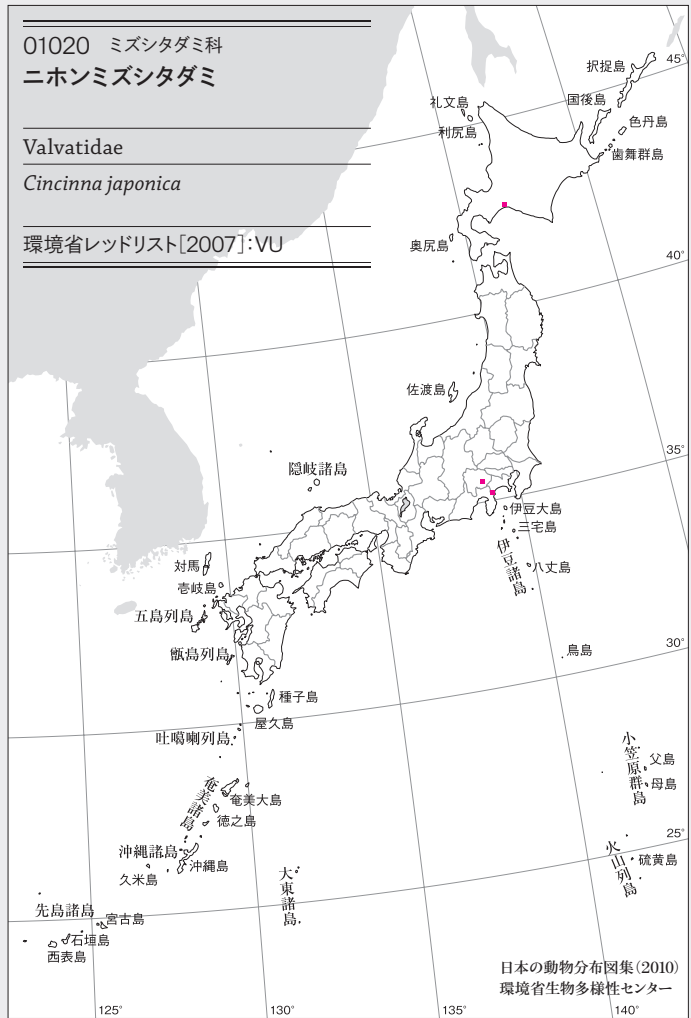 01020 ミズシタダミ科
ニホンミズシタダミ
Valvatidae
Cincinna japonica
環境省レッドリスト[2007]:VU
45°
択捉島
国後島
礼文島
色丹島
利尻島
歯舞群島
奥尻島
40°
佐渡島
35°
隠岐諸島
伊豆大島
三宅島
伊豆諸島
八丈島
対馬
壱岐島
五島列島
甑島列島
鳥島
30°
種子島
屋久島
吐噶喇列島
小笠原群島
父島
母島
奄美諸島
奄美大島
徳之島
25°
沖縄諸島
沖縄島
久米島
火山列島
硫黄島
大東諸島
先島諸島
宮古島
石垣島
西表島
日本の動物分布図集(2010)
環境省生物多様性センター
125°
130°
135°
140°